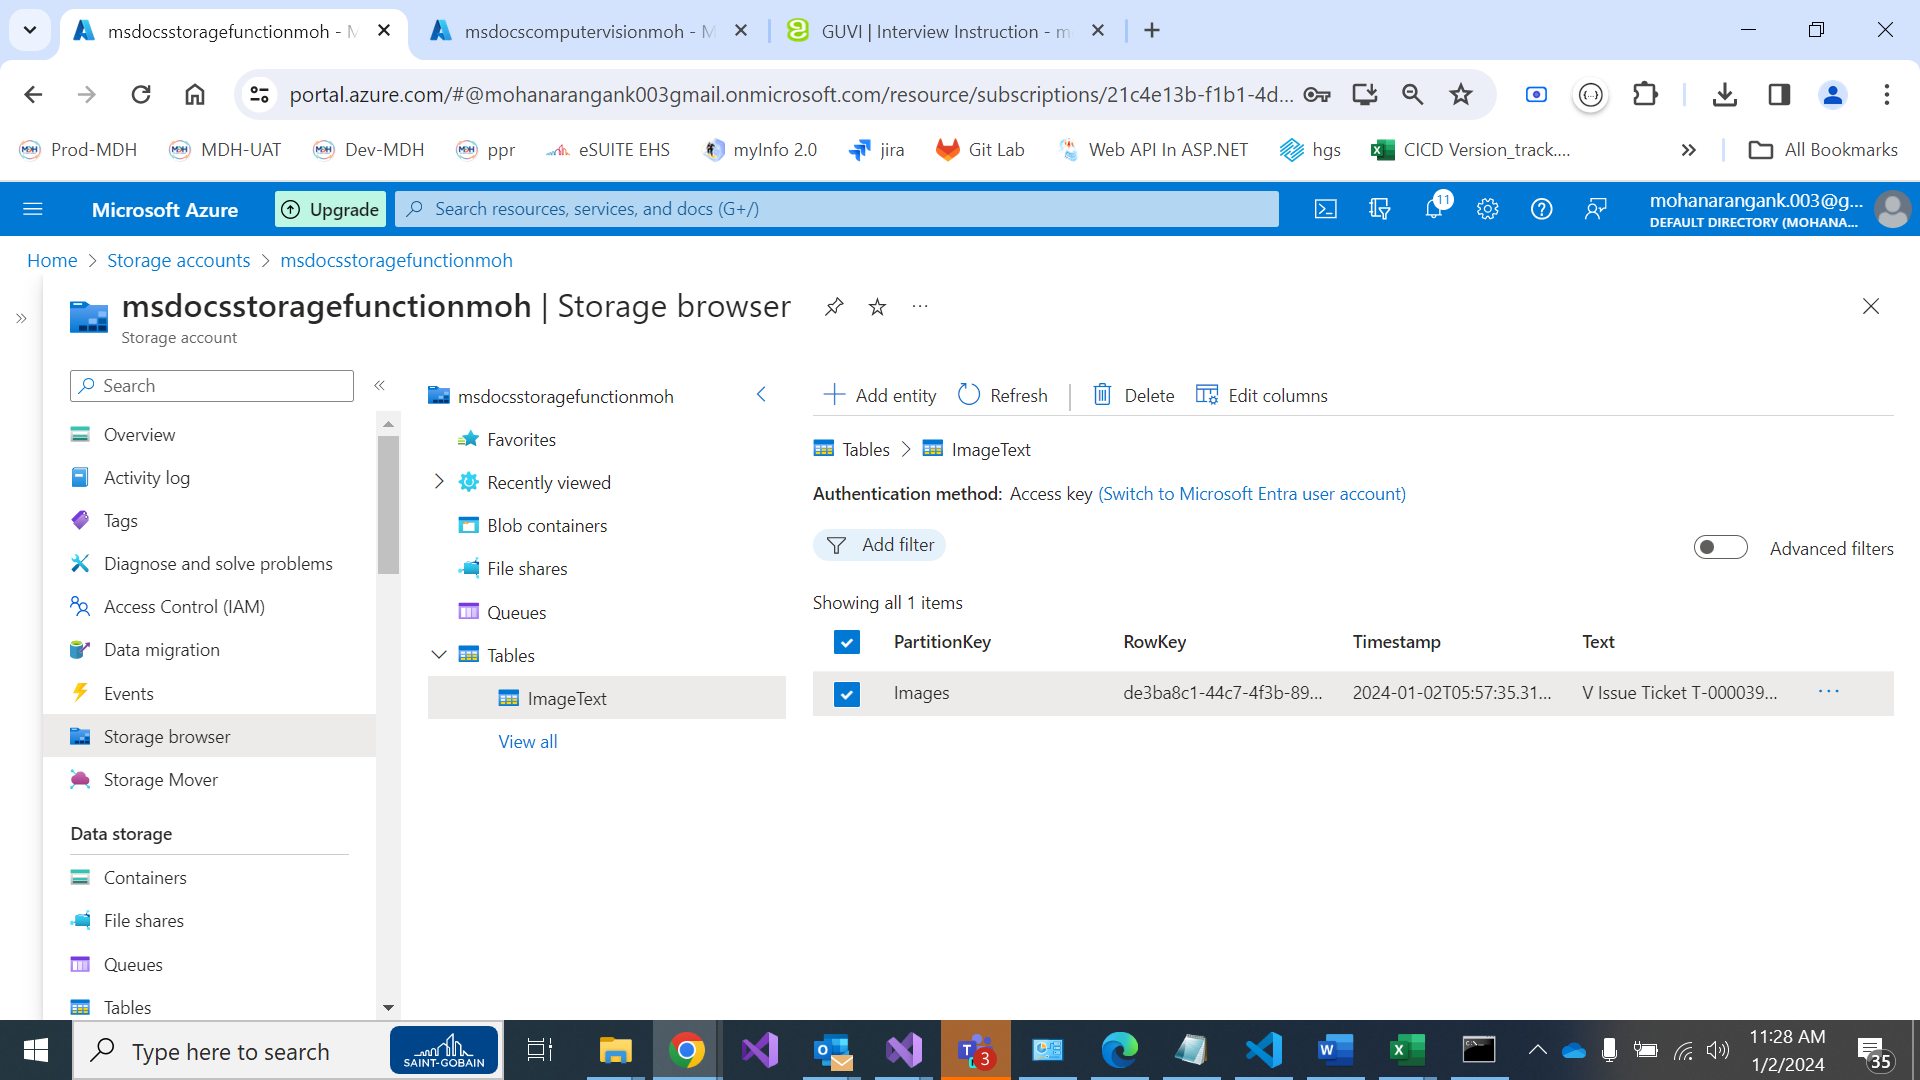 msdocsstoragefunctionmoh - M
msdocscomputervisionmoh - M
GUVI | Interview Instruction - m
portal.azure.com/#@mohanarangank003gmail.onmicrosoft.com/resource/subscriptions/21c4e13b-f1b1-4d...
Prod-MDH
MDH-UAT
Dev-MDH
ppr
eSUITE EHS
myInfo 2.0
jira
Git Lab
Web API In ASP.NET
hgs
CICD Version_track....
All Bookmarks
Microsoft Azure
Upgrade
Search resources, services, and docs (G+/)
11
mohanarangank.003@g...
DEFAULT DIRECTORY (MOHANA...
Home > Storage accounts > msdocsstoragefunctionmoh
msdocsstoragefunctionmoh | Storage browser
Storage account
Search
Overview
Activity log
Tags
Diagnose and solve problems
Access Control (IAM)
Data migration
Events
Storage browser
Storage Mover
Data storage
Containers
File shares
Queues
Tables
msdocsstoragefunctionmoh
Favorites
Recently viewed
Blob containers
File shares
Queues
Tables
ImageText
View all
Add entity
Refresh
Delete
Edit columns
Tables > ImageText
Authentication method: Access key (Switch to Microsoft Entra user account)
Add filter
Advanced filters
Showing all 1 items
PartitionKey RowKey Timestamp Text
Images de3ba8c1-44c7-4f3b-89... 2024-01-02T05:57:35.31... V Issue Ticket T-000039...
Type here to search
SAINT-GOBAIN
3
11:28 AM
1/2/2024
35